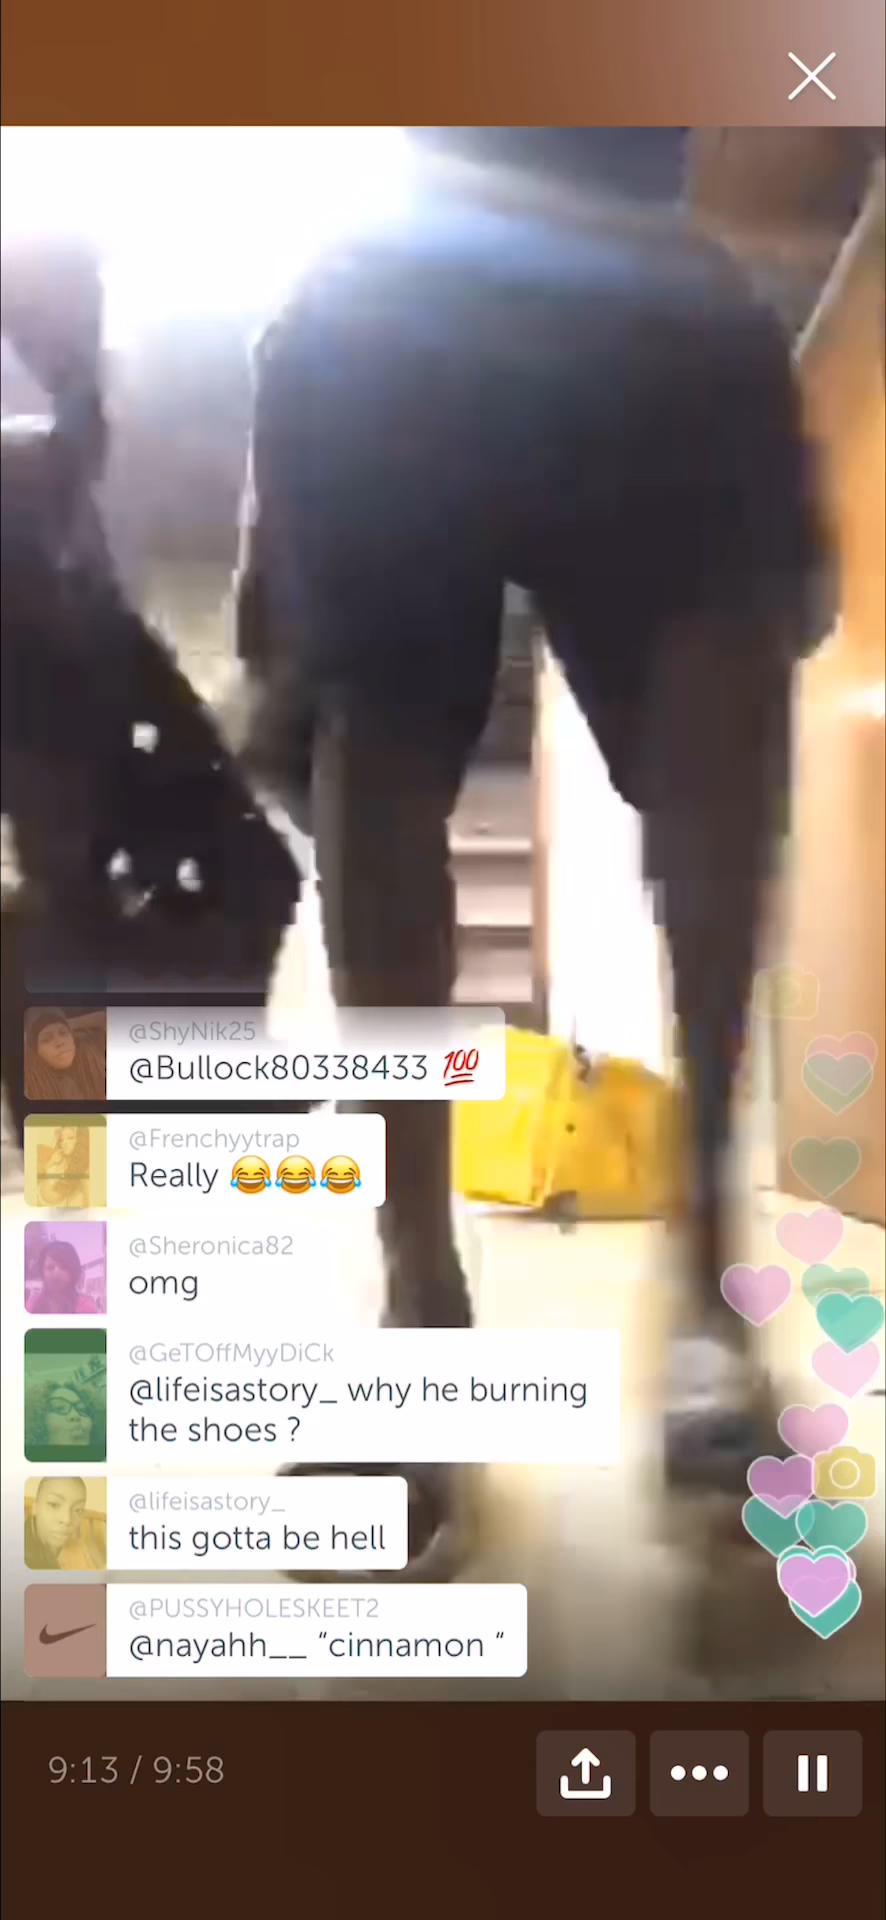 @ShyNik25
@Bullock80338433 💯
@Frenchyytrap
Really 😂😂😂
@Sheronica82
omg
@GeTOffMyyDiCk
@lifeisastory_ why he burning
the shoes ?
@lifeisastory_
this gotta be hell
@PUSSYHOLESKEET2
@nayahh__ “cinnamon “
9:13 / 9:58